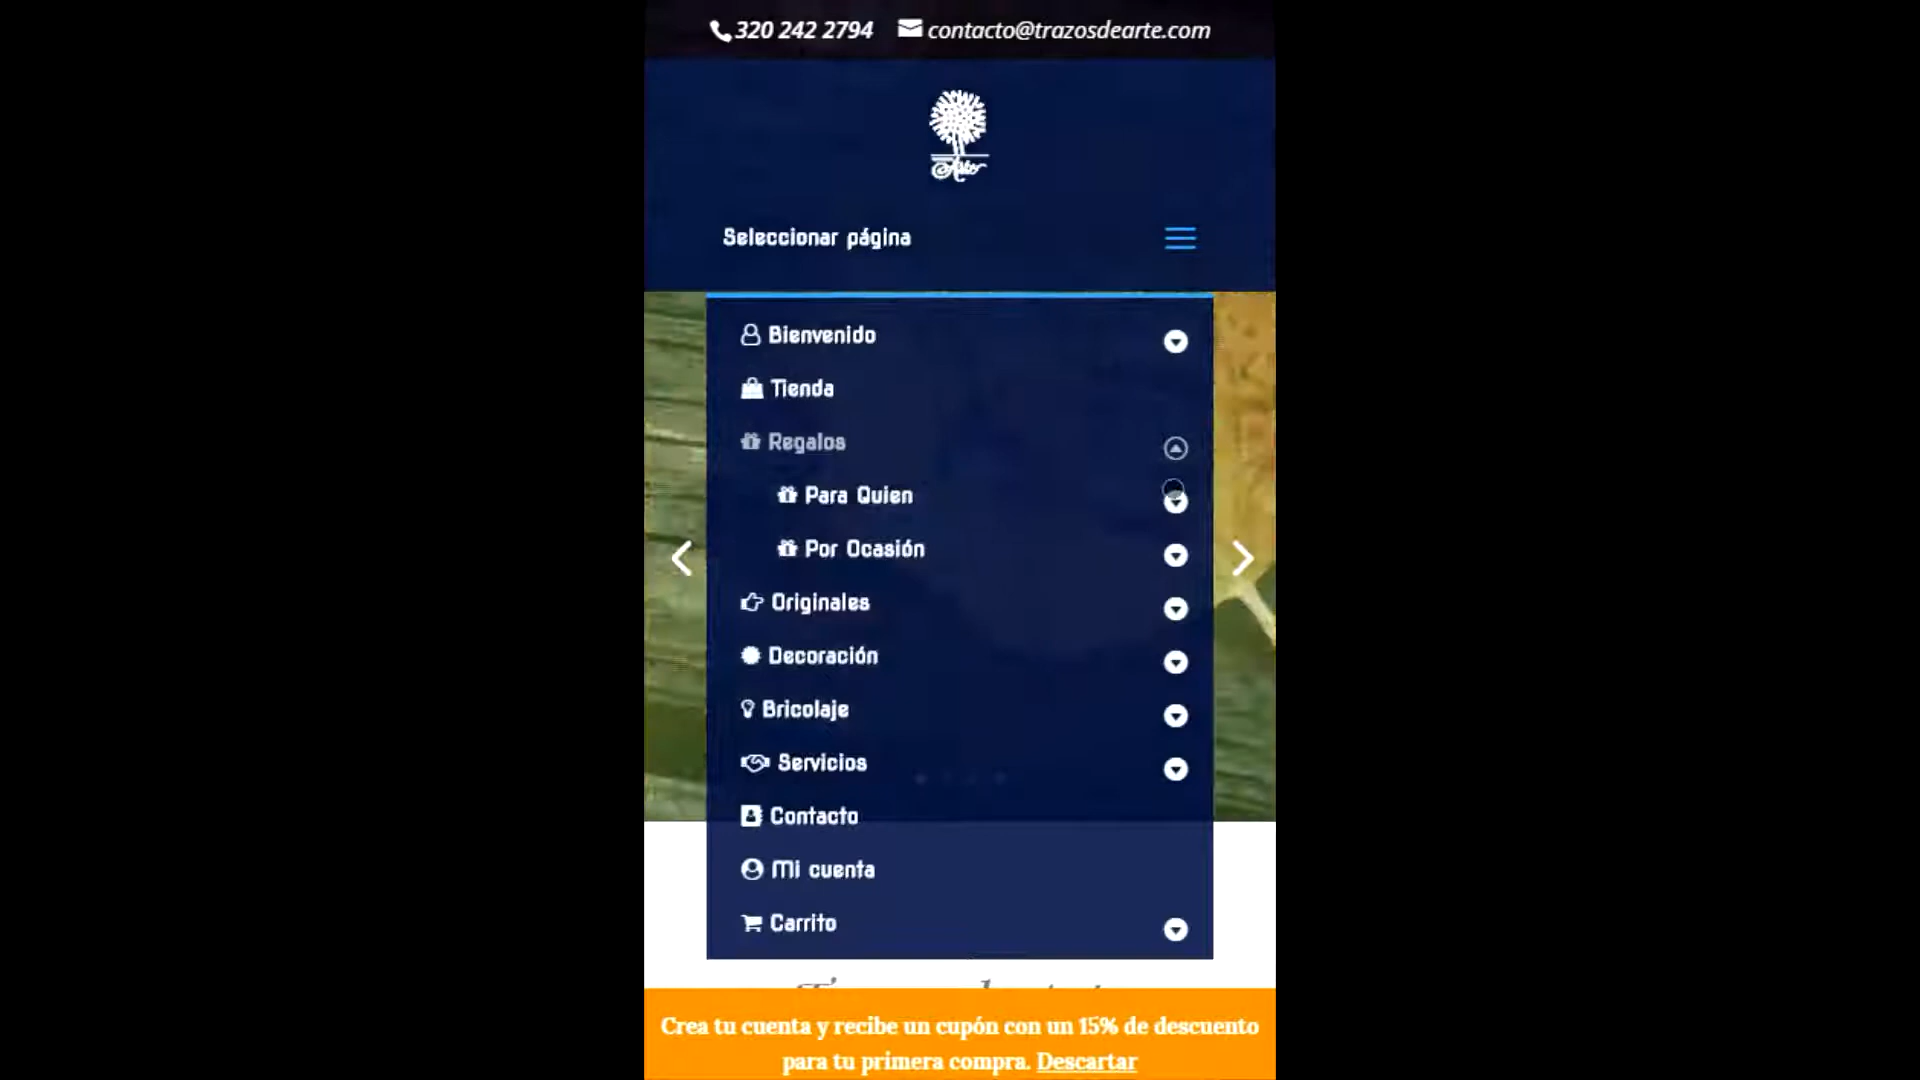 320 242 2794 contacto@trazosdearte.com
Seleccionar página
Bienvenido
Tienda
Regalos
Para Quien
Por Ocasión
Originales
Decoración
Bricolaje
Servicios
Contacto
Mi cuenta
Carrito
Crea tu cuenta y recibe un cupón con un 15% de descuento
para tu primera compra. Descartar